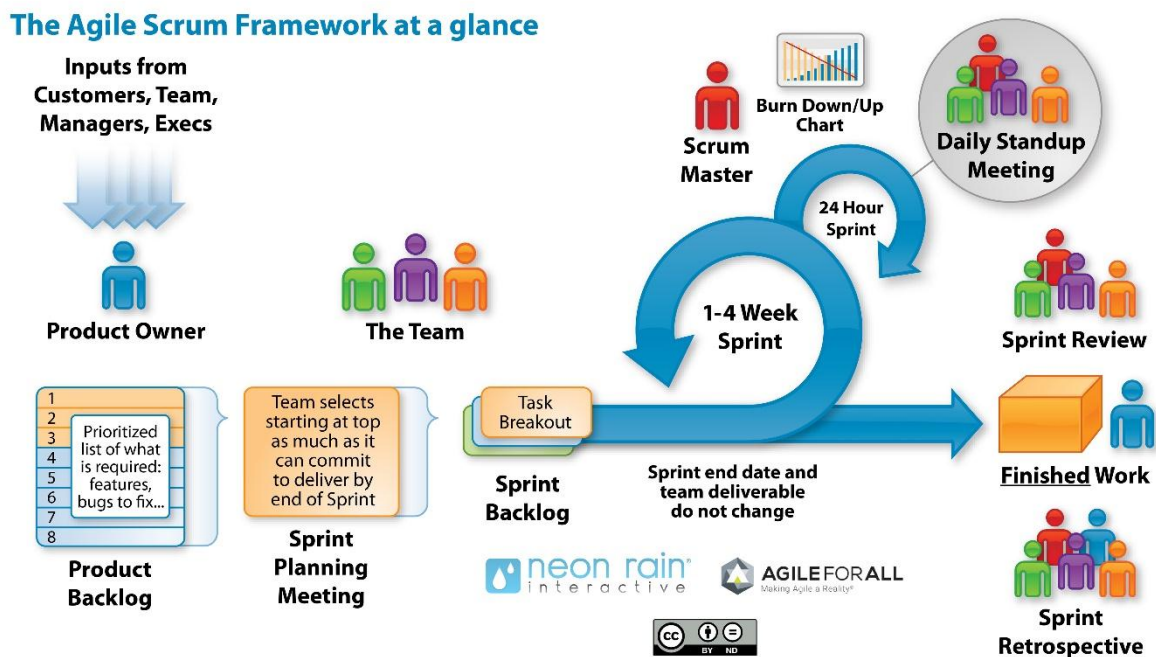 The Agile Scrum Framework at a glance
Inputs from
Customers, Team,
Managers, Execs
Product Owner
The Team
Scrum
Master
Burn Down/Up
Chart
Daily Standup
Meeting
24 Hour
Sprint
1-4 Week
Sprint
Sprint Review
1
2
3
4
5
6
7
8
Prioritized
list of what
is required:
features,
bugs to fix...
Product
Backlog
Team selects
starting at top
as much as it
can commit
to deliver by
end of Sprint
Sprint
Planning
Meeting
Task
Breakout
Sprint
Backlog
Sprint end date and
team deliverable
do not change
Finished Work
Sprint
Retrospective
neon rain®
interactive
AGILE FOR ALL
Making Agile a Reality®
cc
BY ND